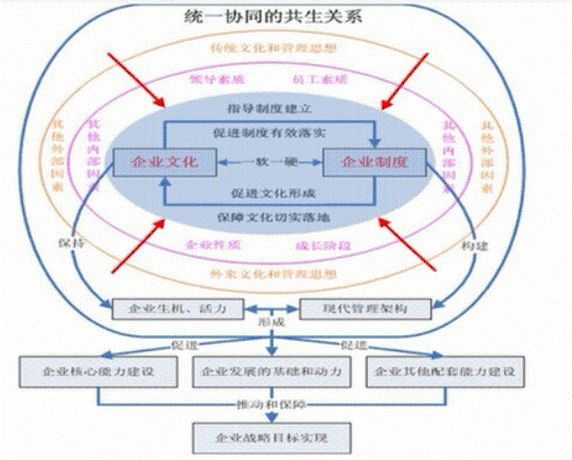 统一协同的共生关系
传统文化和管理思想
领导素质
员工素质
指导制度建立
促进制度有效落实
其他外部因素
其他内部因素
企业文化
一软一硬
企业制度
其他内部因素
其他外部因素
促进文化形成
保障文化切实落地
保持
企业性质
成长阶段
构建
外来文化和管理思想
企业生机、活力
现代管理架构
形成
促进
促进
企业核心能力建设
企业发展的基础和动力
企业其他配套能力建设
推动和保障
企业战略目标实现